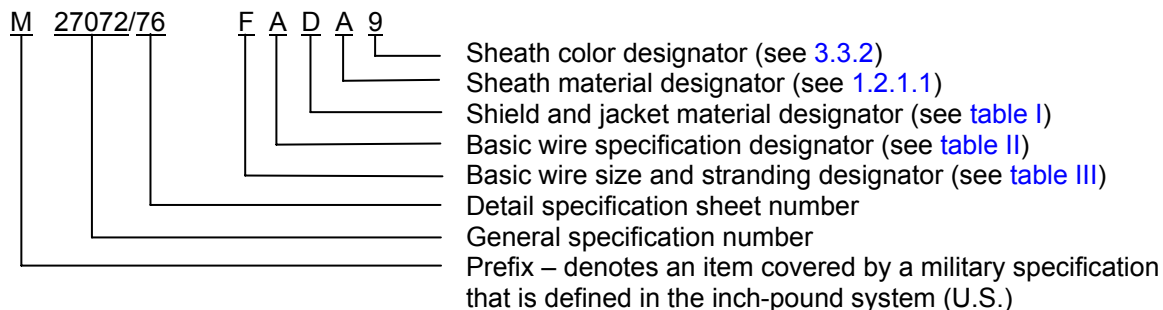 M 27072/76 F A D A 9
Sheath color designator (see 3.3.2)
Sheath material designator (see 1.2.1.1)
Shield and jacket material designator (see table I)
Basic wire specification designator (see table II)
Basic wire size and stranding designator (see table III)
Detail specification sheet number
General specification number
Prefix – denotes an item covered by a military specification
that is defined in the inch-pound system (U.S.)